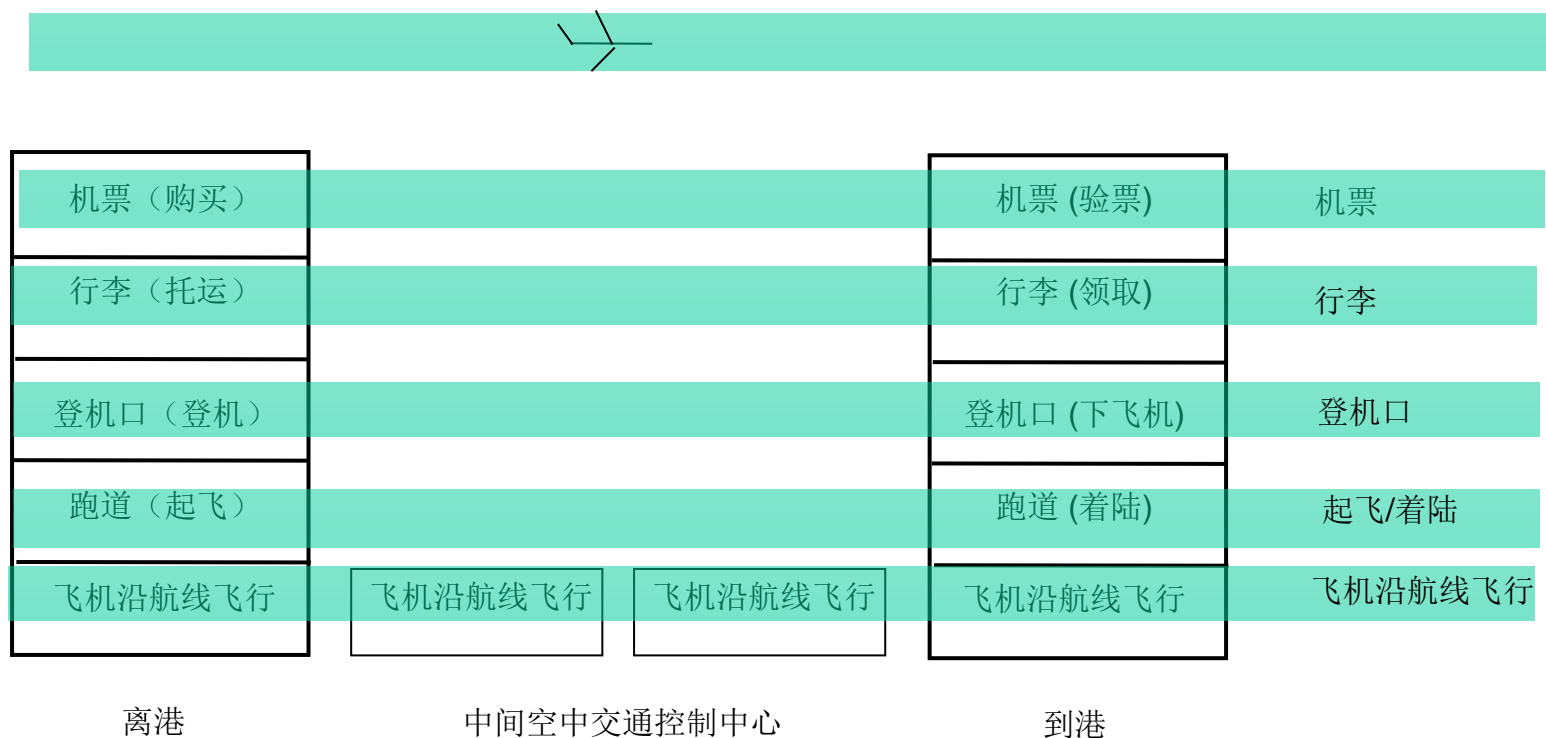 机票（购买） 机票 (验票) 机票
行李（托运） 行李 (领取) 行李
登机口（登机） 登机口 (下飞机) 登机口
跑道（起飞） 跑道 (着陆) 起飞/着陆
飞机沿航线飞行 飞机沿航线飞行 飞机沿航线飞行 飞机沿航线飞行 飞机沿航线飞行
离港 中间空中交通控制中心 到港